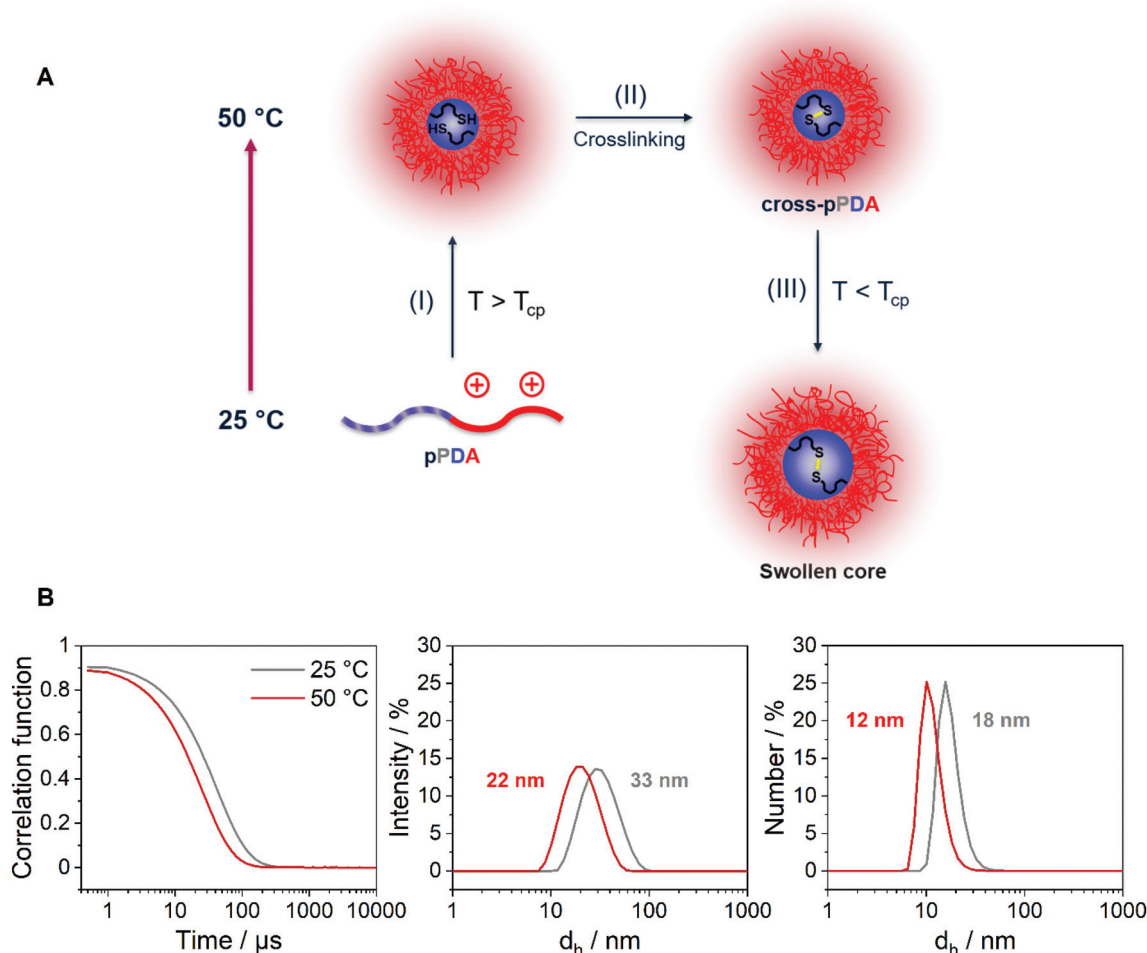 A
50 °C
25 °C
SH
HS
(II)
Crosslinking
S S
cross-pPDA
(I) T > Tcp
(III) T < Tcp
pPDA
+ +
S
S
Swollen core
B
Correlation function
1
0.8
0.6
0.4
0.2
0
25 °C
50 °C
1 10 100 1000 10000
Time / µs
Intensity / %
30
25
20
15
10
5
0
22 nm 33 nm
1 10 100 1000
dh / nm
Number / %
30
25
20
15
10
5
0
12 nm 18 nm
1 10 100 1000
dh / nm